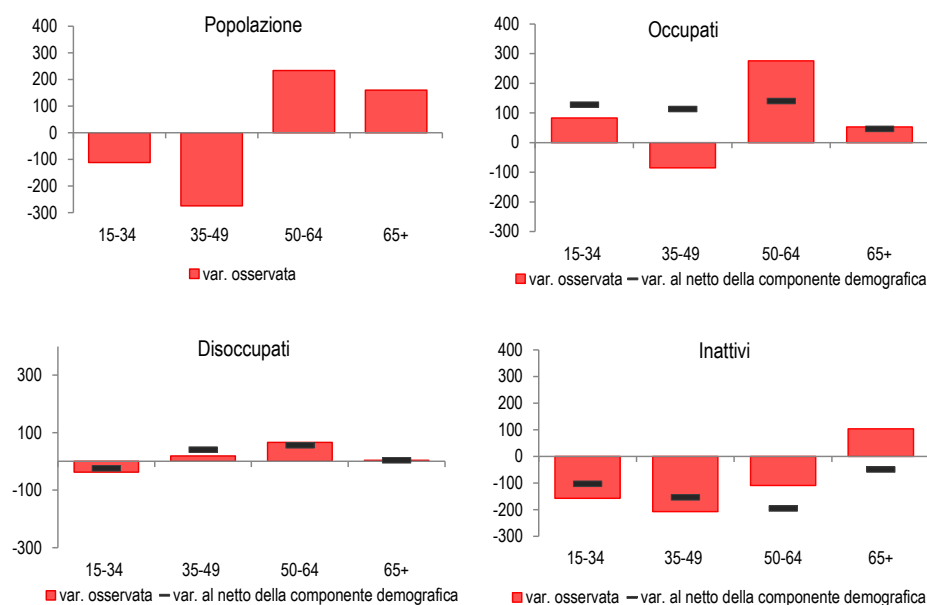 Popolazione
400
300
200
100
0
-100
-200
-300
15-34 35-49 50-64 65+
var. osservata
Occupati
400
300
200
100
0
-100
-200
-300
15-34 35-49 50-64 65+
var. osservata var. al netto della componente demografica
Disoccupati
300
100
-100
-300
15-34 35-49 50-64 65+
var. osservata var. al netto della componente demografica
Inattivi
400
300
200
100
0
-100
-200
-300
15-34 35-49 50-64 65+
var. osservata var. al netto della componente demografica